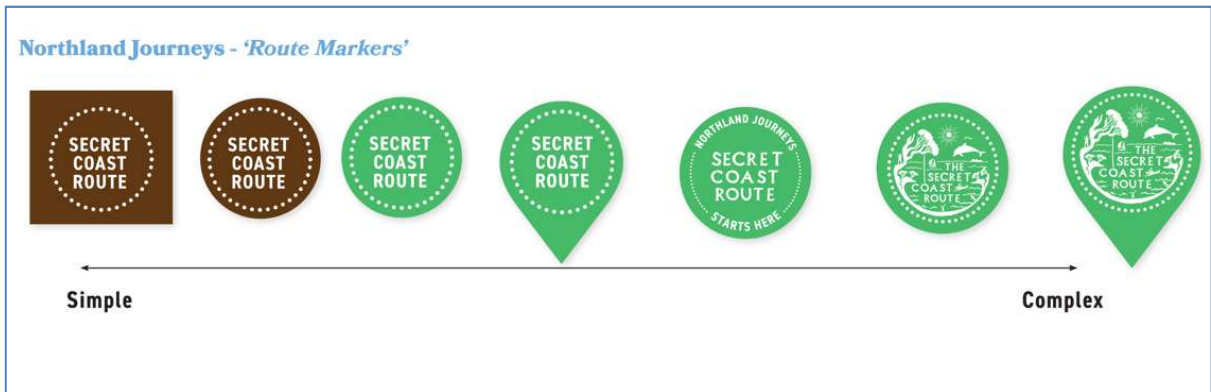 Northland Journeys - ‘Route Markers’
SECRET
COAST
ROUTE
SECRET
COAST
ROUTE
SECRET
COAST
ROUTE
SECRET
COAST
ROUTE
NORTHLAND JOURNEYS
SECRET
COAST
ROUTE
STARTS HERE
THE
SECRET
COAST
ROUTE
THE
SECRET
COAST
ROUTE
Simple
Complex